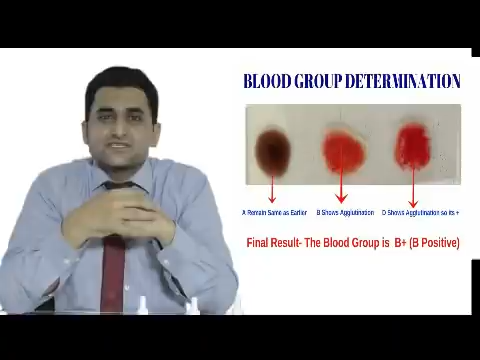 BLOOD GROUP DETERMINATION
A Remain Same as Earlier B Shows Agglutination D Shows Agglutination so its +
Final Result- The Blood Group is B+ (B Positive)